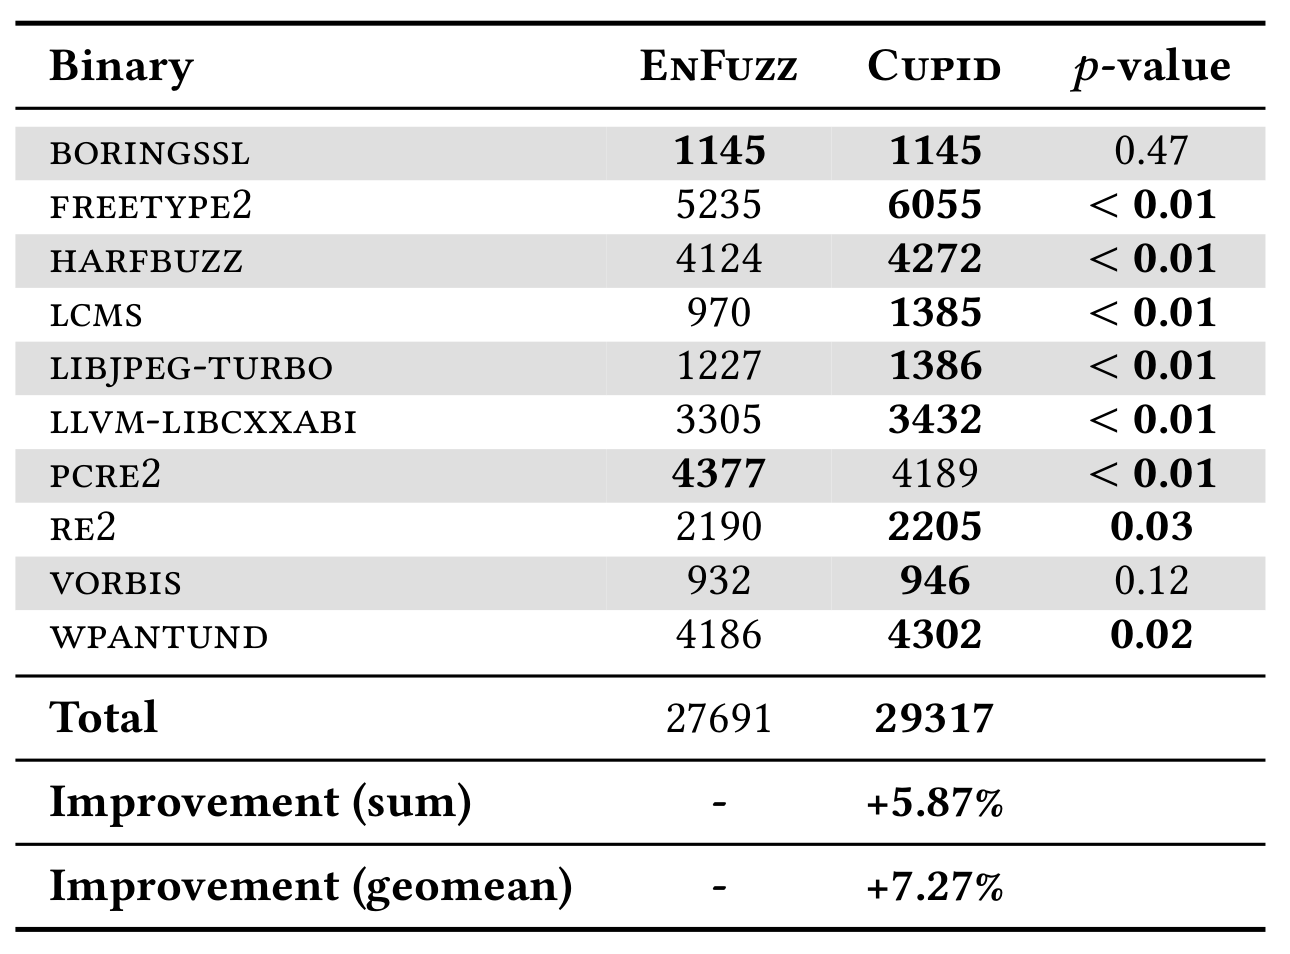 Binary EnFuzz Cupid p-value
boringssl 1145 1145 0.47
freetype2 5235 6055 < 0.01
harfbuzz 4124 4272 < 0.01
lcms 970 1385 < 0.01
libjpeg-turbo 1227 1386 < 0.01
llvm-libcxxabi 3305 3432 < 0.01
pcre2 4377 4189 < 0.01
re2 2190 2205 0.03
vorbis 932 946 0.12
wpantund 4186 4302 0.02
Total 27691 29317
Improvement (sum) - +5.87%
Improvement (geomean) - +7.27%